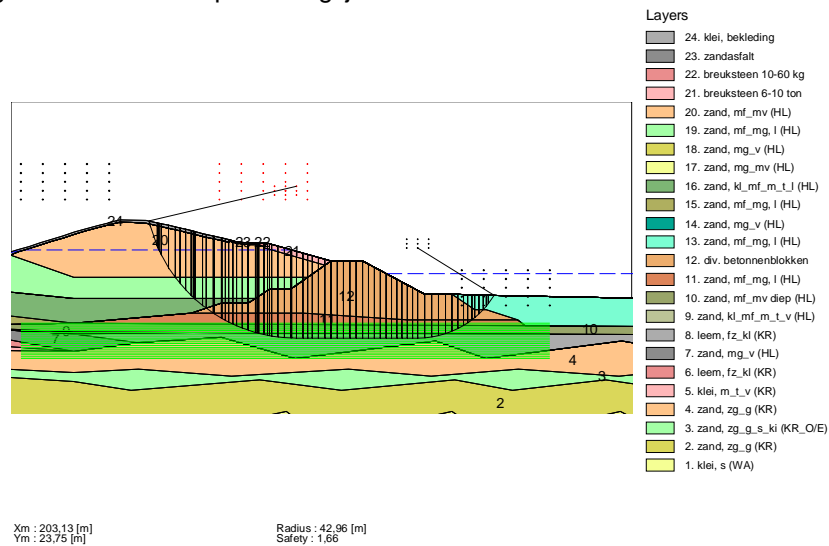 Layers
24. klei, bekleding
23. zandasfalt
22. breuksteen 10-60 kg
21. breuksteen 6-10 ton
20. zand, mf_mv (HL)
19. zand, mf_mg, l (HL)
18. zand, mg_v (HL)
17. zand, mg_mv (HL)
16. zand, kl_mf_m_t_l (HL)
15. zand, mf_mg, l (HL)
14. zand, mg_v (HL)
13. zand, mf_mg, l (HL)
12. div. betonnenblokken
11. zand, mf_mg, l (HL)
10. zand, mf_mv diep (HL)
9. zand, kl_mf_m_t_v (HL)
8. leem, fz_kl (KR)
7. zand, mg_v (HL)
6. leem, fz_kl (KR)
5. klei, m_t_v (KR)
4. zand, zg_g (KR)
3. zand, zg_g_s_ki (KR_O/E)
2. zand, zg_g (KR)
1. klei, s (WA)
24
20
23
22
21
12
11
10
9
7
4
3
2
Xm : 203,13 [m]
Ym : 23,75 [m]
Radius : 42,96 [m]
Safety : 1,66